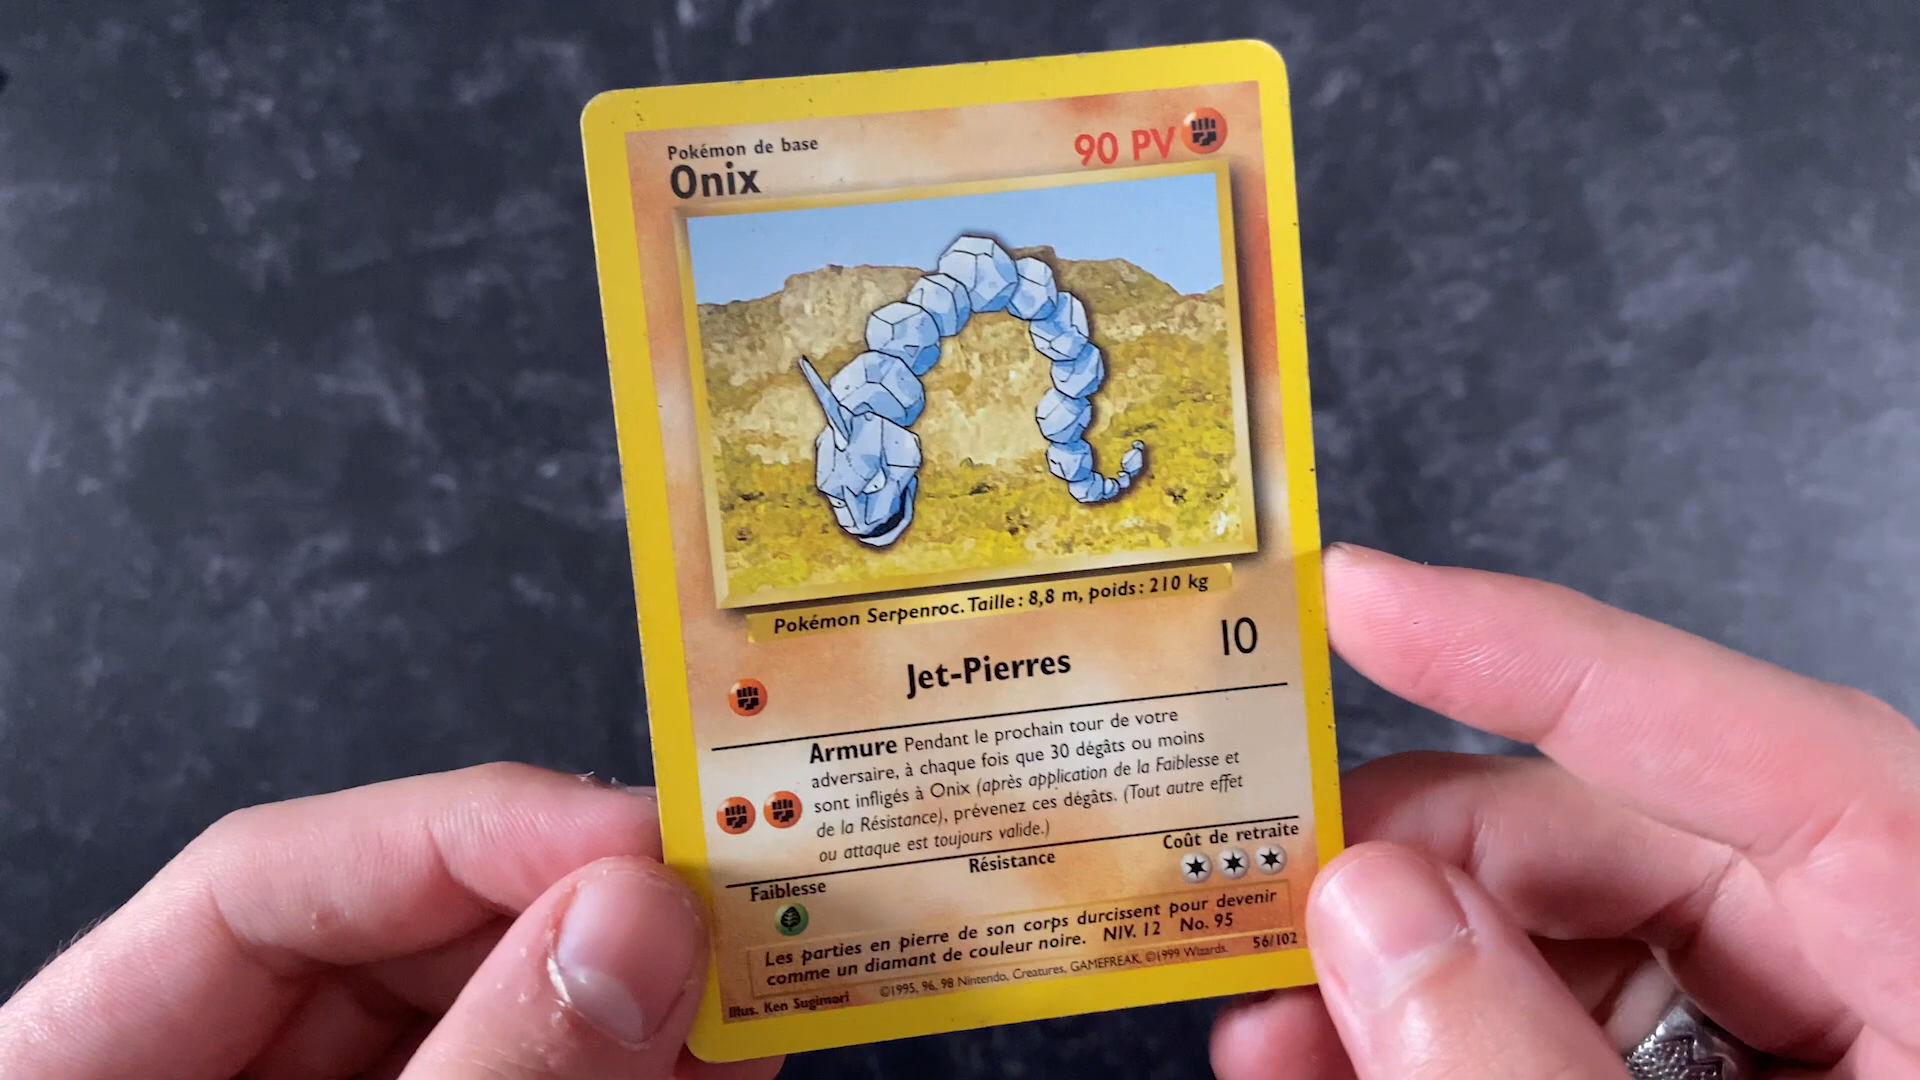 Pokémon de base
Onix
90 PV
Pokémon Serpenroc. Taille : 8,8 m, poids : 210 kg
Jet-Pierres
10
Armure Pendant le prochain tour de votre
adversaire, à chaque fois que 30 dégâts ou moins
sont infligés à Onix (après application de la Faiblesse et
de la Résistance), prévenez ces dégâts. (Tout autre effet
ou attaque est toujours valide.)
Faiblesse
Résistance
Coût de retraite
Les parties en pierre de son corps durcissent pour devenir
comme un diamant de couleur noire. NIV. 12 No. 95
Illus. Ken Sugimori
©1995, 96, 98 Nintendo, Creatures, GAMEFREAK, ©1999 Wizards.
56/102